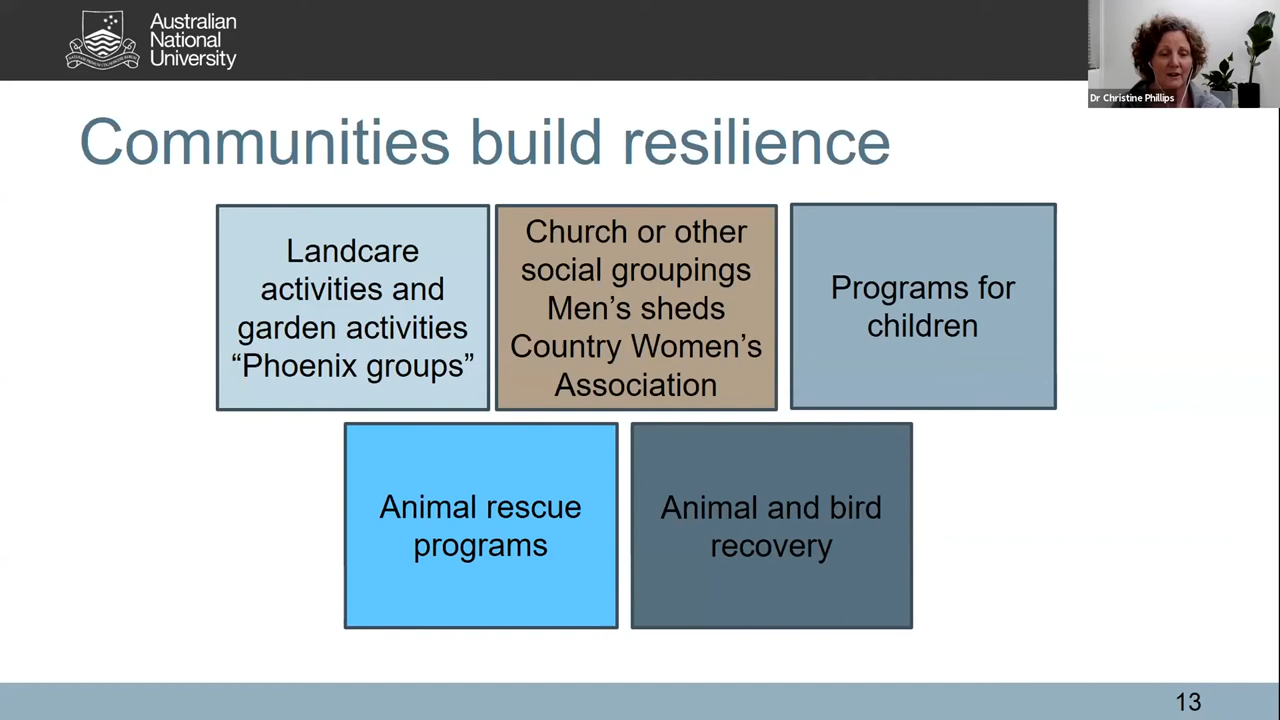 Australian
National
University
Dr Christine Phillips
Communities build resilience
Landcare
activities and
garden activities
“Phoenix groups”
Church or other
social groupings
Men’s sheds
Country Women’s
Association
Programs for
children
Animal rescue
programs
Animal and bird
recovery
13